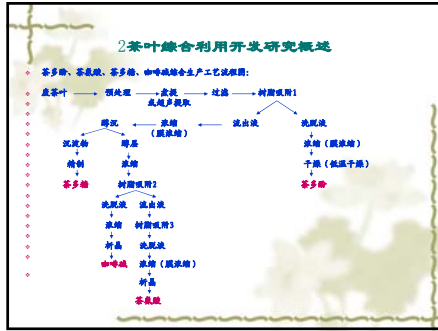 2茶叶综合利用开发研究概述
茶多酚、茶氨酸、茶多糖、咖啡碱综合生产工艺流程图:
废茶叶 预处理 煮提 过滤 树脂吸附1
或超声提取
醇沉 浓缩 流出液 洗脱液
(膜浓缩)
沉淀物 醇层 浓缩(膜浓缩)
精制 浓缩 干燥(低温干燥)
茶多糖 树脂吸附2 茶多酚
洗脱液 流出液
浓缩 树脂吸附3
析晶 洗脱液
咖啡碱 浓缩(膜浓缩)
析晶
茶氨酸